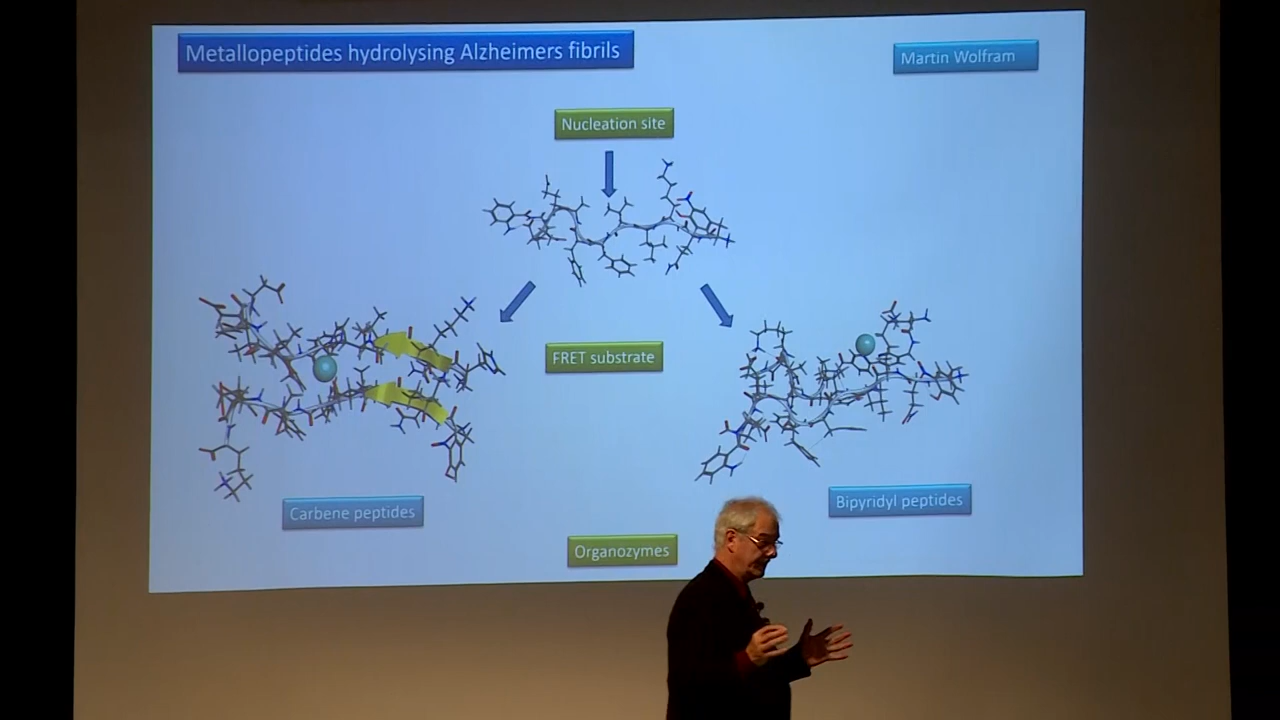 Metallopeptides hydrolysing Alzheimers fibrils
Martin Wolfram
Nucleation site
FRET substrate
Carbene peptides
Bipyridyl peptides
Organozymes